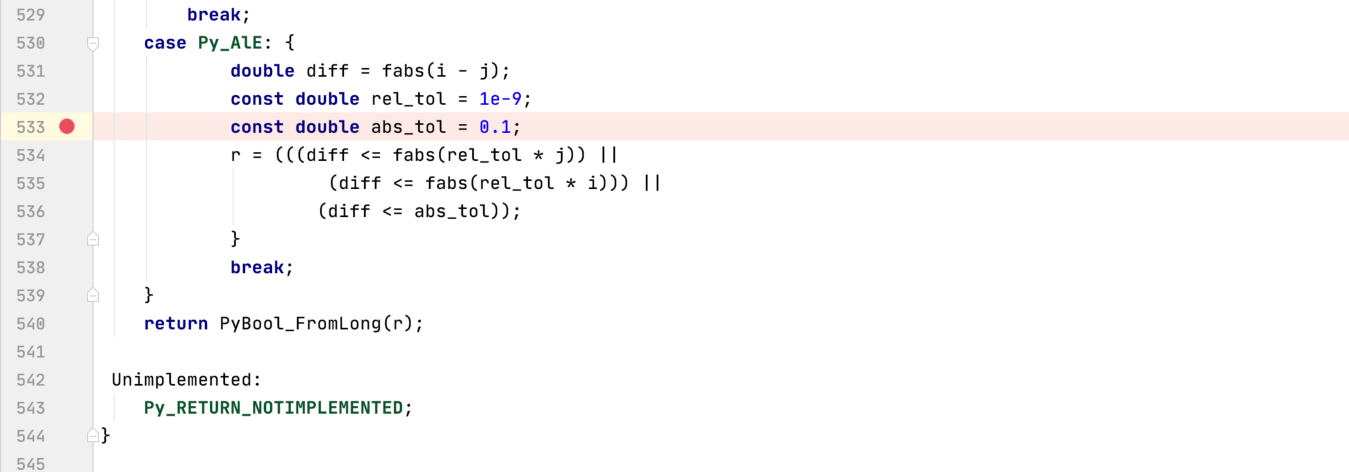 529 break;
530 case Py_AlE: {
531 double diff = fabs(i - j);
532 const double rel_tol = 1e-9;
533 const double abs_tol = 0.1;
534 r = (((diff <= fabs(rel_tol * j)) ||
535 (diff <= fabs(rel_tol * i))) ||
536 (diff <= abs_tol));
537 }
538 break;
539 }
540 return PyBool_FromLong(r);
541
542 Unimplemented:
543 Py_RETURN_NOTIMPLEMENTED;
544 }
545